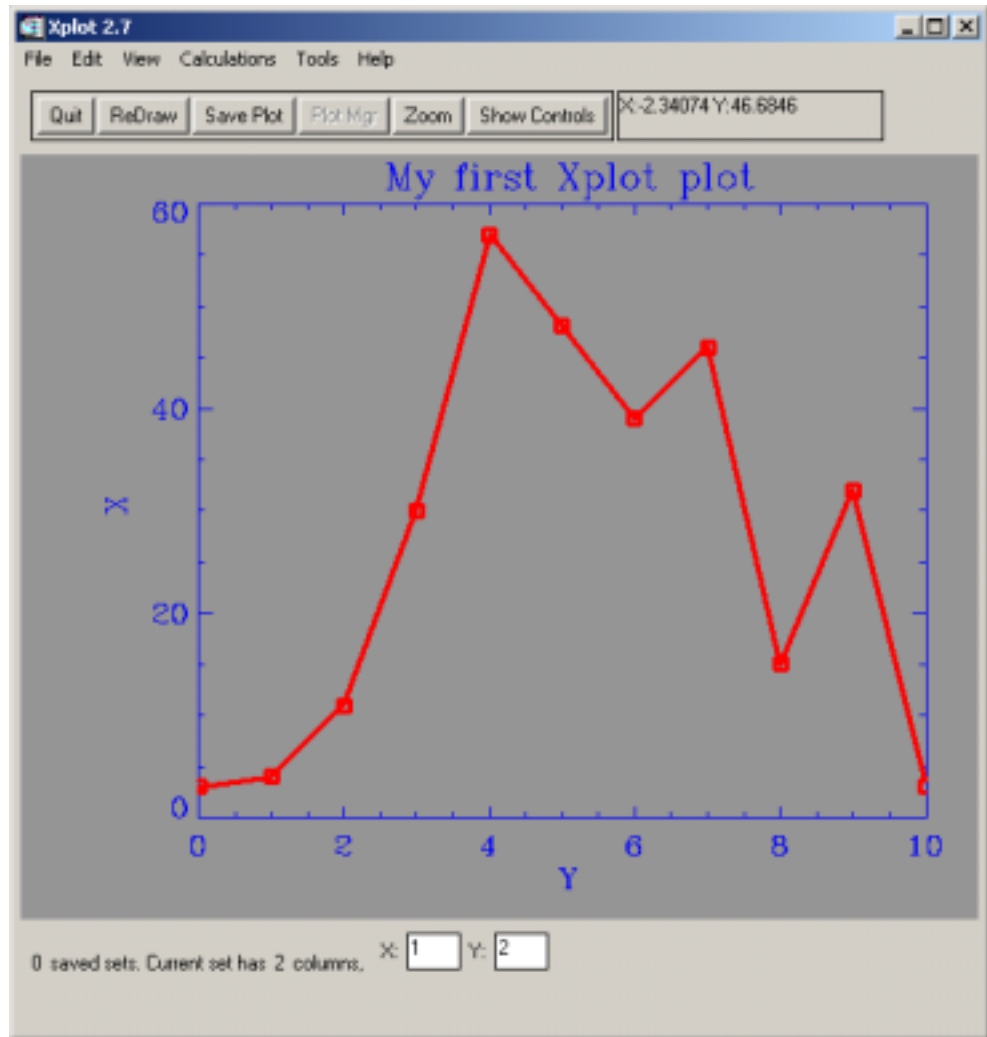 Xplot 2.7
File Edit View Calculations Tools Help
Quit ReDraw Save Plot Plot Mgr Zoom Show Controls X:-2.34074 Y:46.6846
My first Xplot plot
60
40
X
20
0
0 2 4 6 8 10
Y
0 saved sets. Current set has 2 columns, X: 1 Y: 2